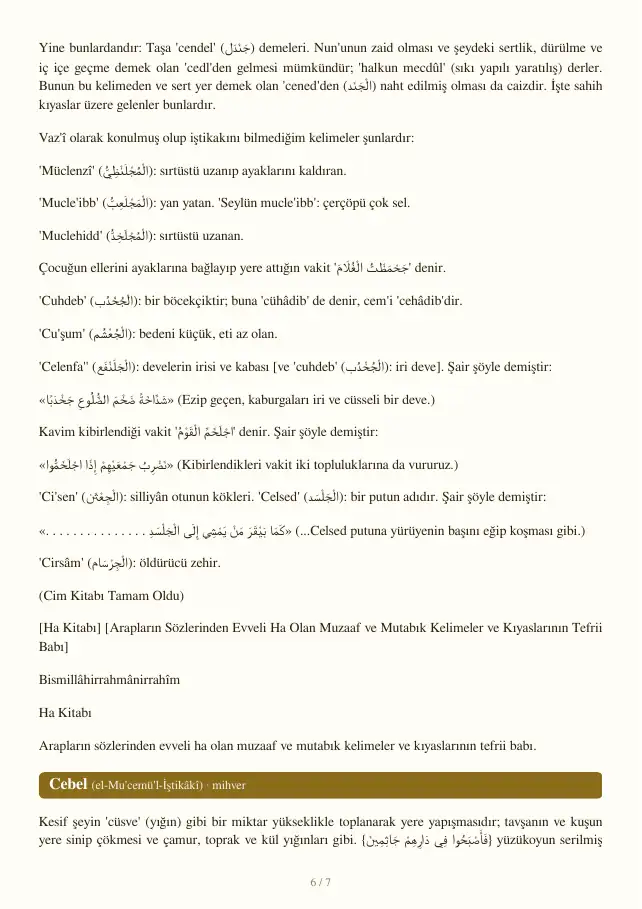 Yine bunlardandır: Taşa 'cendel' (جَنْدَل) demeleri. Nun'unun zaid olması ve şeydeki sertlik, dürülme ve
iç içe geçme demek olan 'cedl'den gelmesi mümkündür; 'halkun mecdûl' (sıkı yapılı yaratılış) derler.
Bunun bu kelimeden ve sert yer demek olan 'cened'den (الْجَنَد) naht edilmiş olması da caizdir. İşte sahih
kıyaslar üzere gelenler bunlardır.
Vaz'î olarak konulmuş olup iştikakını bilmediğim kelimeler şunlardır:
'Müclenzî' (الْمُجْلَنْظِيُّ): sırtüstü uzanıp ayaklarını kaldıran.
'Mucle'ibb' (الْمُجْلَعِبُّ): yan yatan. 'Seylün mucle'ibb': çerçöpü çok sel.
'Muclehidd' (الْمُجْلَخِدُّ): sırtüstü uzanan.
Çocuğun ellerini ayaklarına bağlayıp yere attığın vakit 'جَحْمَظْتُ الْغُلَامَ' denir.
'Cuhdeb' (الْجُخْدُب): bir böcekçiktir; buna 'cühâdib' de denir, cem'i 'cehâdib'dir.
'Cu'şum' (الْجُعْشُم): bedeni küçük, eti az olan.
'Celenfa'' (الْجَلَنْفَع): develerin irisi ve kabası [ve 'cuhdeb' (الْجُخْدُب): iri deve]. Şair şöyle demiştir:
«شَدَّاخَةً ضَخْمَ الضُّلُوعِ جَخْدَبَا» (Ezip geçen, kaburgaları iri ve cüsseli bir deve.)
Kavim kibirlendiği vakit 'اجْلَخَمَّ الْقَوْمُ' denir. Şair şöyle demiştir:
«نَضْرِبُ جَمْعَيْهِمْ إِذَا اجْلَخَمُّوا» (Kibirlendikleri vakit iki topluluklarına da vururuz.)
'Ci'sen' (الْجِعْثِن): silliyân otunun kökleri. 'Celsed' (الْجَلْسَد): bir putun adıdır. Şair şöyle demiştir:
«. . . . . . . . . . . . . . . كَمَا بَيْقَرَ مَنْ يَمْشِي إِلَى الْجَلْسَدِ» (...Celsed putuna yürüyenin başını eğip koşması gibi.)
'Cirsâm' (الْجِرْسَام): öldürücü zehir.
(Cim Kitabı Tamam Oldu)
[Ha Kitabı] [Arapların Sözlerinden Evveli Ha Olan Muzaaf ve Mutabık Kelimeler ve Kıyaslarının Tefrii
Babı]
Bismillâhirrahmânirrahîm
Ha Kitabı
Arapların sözlerinden evveli ha olan muzaaf ve mutabık kelimeler ve kıyaslarının tefrii babı.
Cebel (el-Mu'cemü'l-İştikâkî) · mihver
Kesif şeyin 'cüsve' (yığın) gibi bir miktar yükseklikle toplanarak yere yapışmasıdır; tavşanın ve kuşun
yere sinip çökmesi ve çamur, toprak ve kül yığınları gibi. {فَأَصْبَحُوا فِي دَارِهِمْ جَاثِمِينَ} yüzükoyun serilmiş
6 / 7